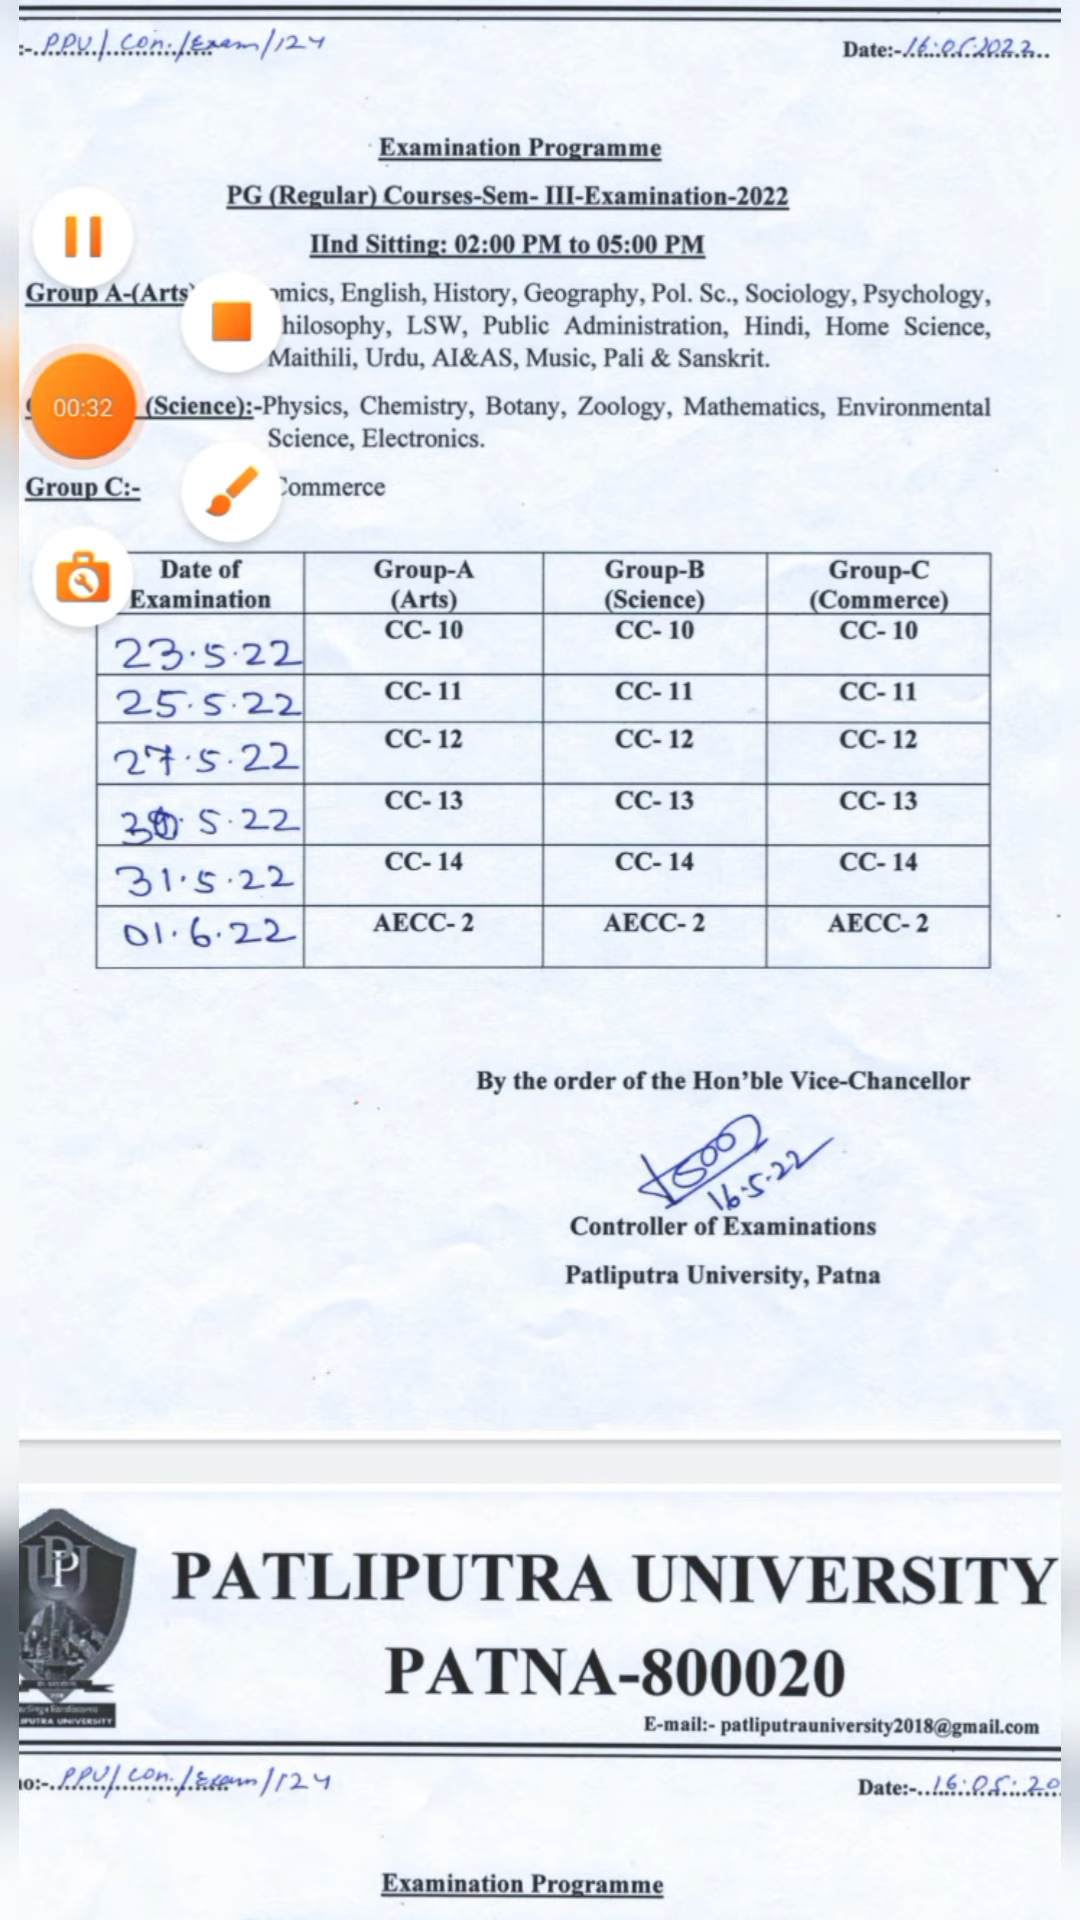 :-PPU/Con./Exam/124
Date:-16.05.2022
Examination Programme
PG (Regular) Courses-Sem- III-Examination-2022
IInd Sitting: 02:00 PM to 05:00 PM
Group A-(Arts omics, English, History, Geography, Pol. Sc., Sociology, Psychology,
hilosophy, LSW, Public Administration, Hindi, Home Science,
Maithili, Urdu, AI&AS, Music, Pali & Sanskrit.
00:32
(Science):-Physics, Chemistry, Botany, Zoology, Mathematics, Environmental
Science, Electronics.
Group C:- Commerce
Date of Examination Group-A (Arts) Group-B (Science) Group-C (Commerce)
23.5.22 CC- 10 CC- 10 CC- 10
25.5.22 CC- 11 CC- 11 CC- 11
27.5.22 CC- 12 CC- 12 CC- 12
30.5.22 CC- 13 CC- 13 CC- 13
31.5.22 CC- 14 CC- 14 CC- 14
01.6.22 AECC- 2 AECC- 2 AECC- 2
By the order of the Hon'ble Vice-Chancellor
16.5.22
Controller of Examinations
Patliputra University, Patna
PATLIPUTRA UNIVERSITY
PATNA-800020
E-mail:- patliputrauniversity2018@gmail.com
no:-PPU/Con./Exam/124
Date:-16.05.20
Examination Programme